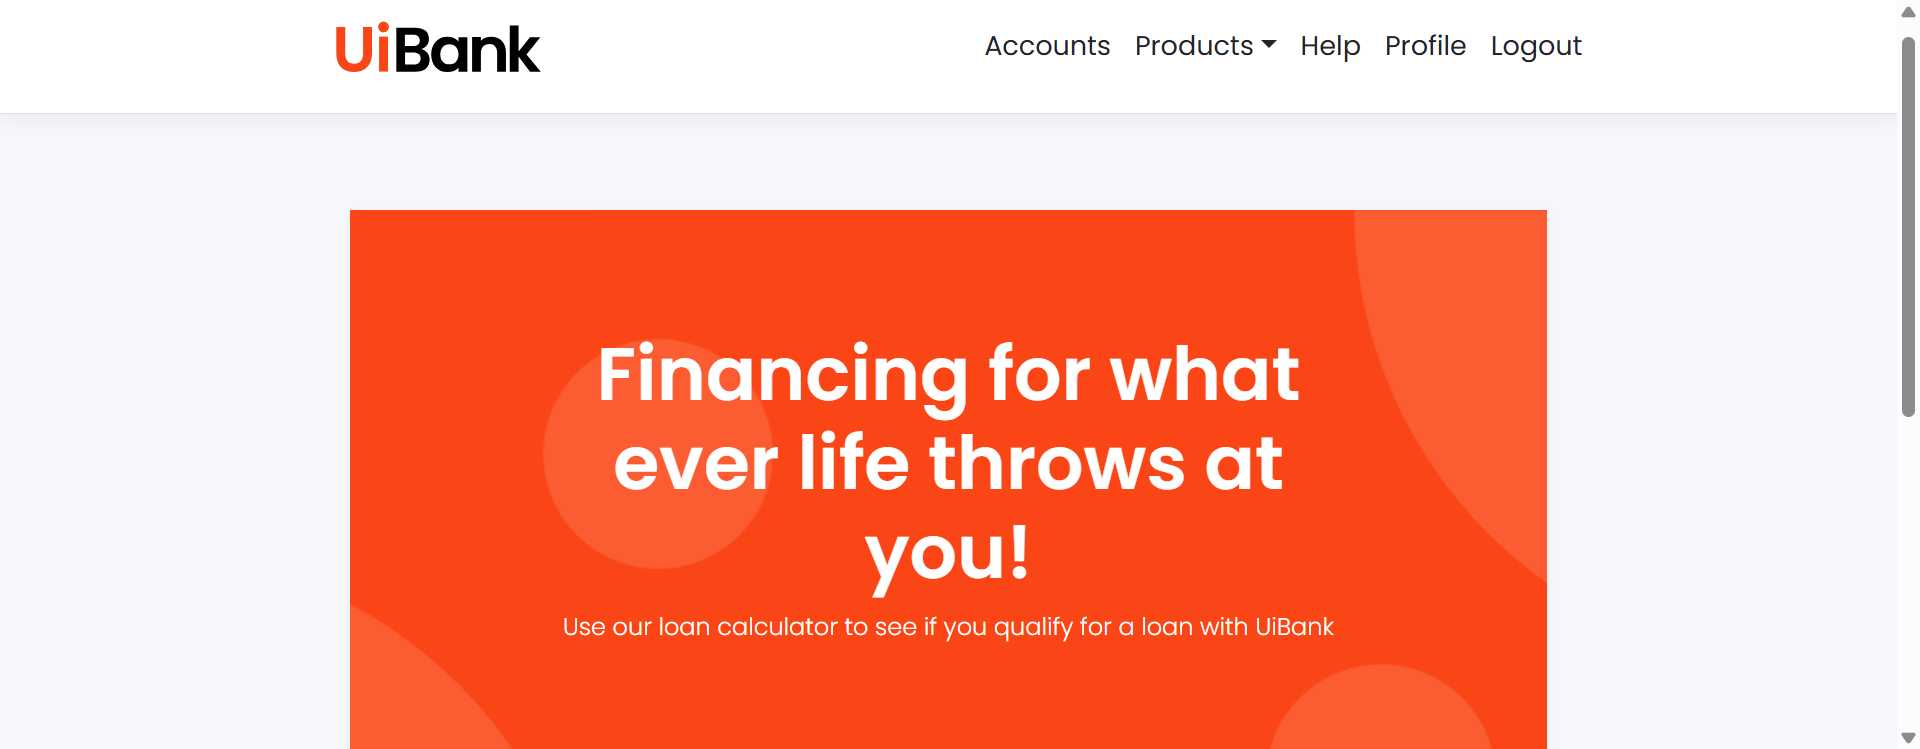 UiBank
Accounts Products Help Profile Logout
Financing for what
ever life throws at
you!
Use our loan calculator to see if you qualify for a loan with UiBank